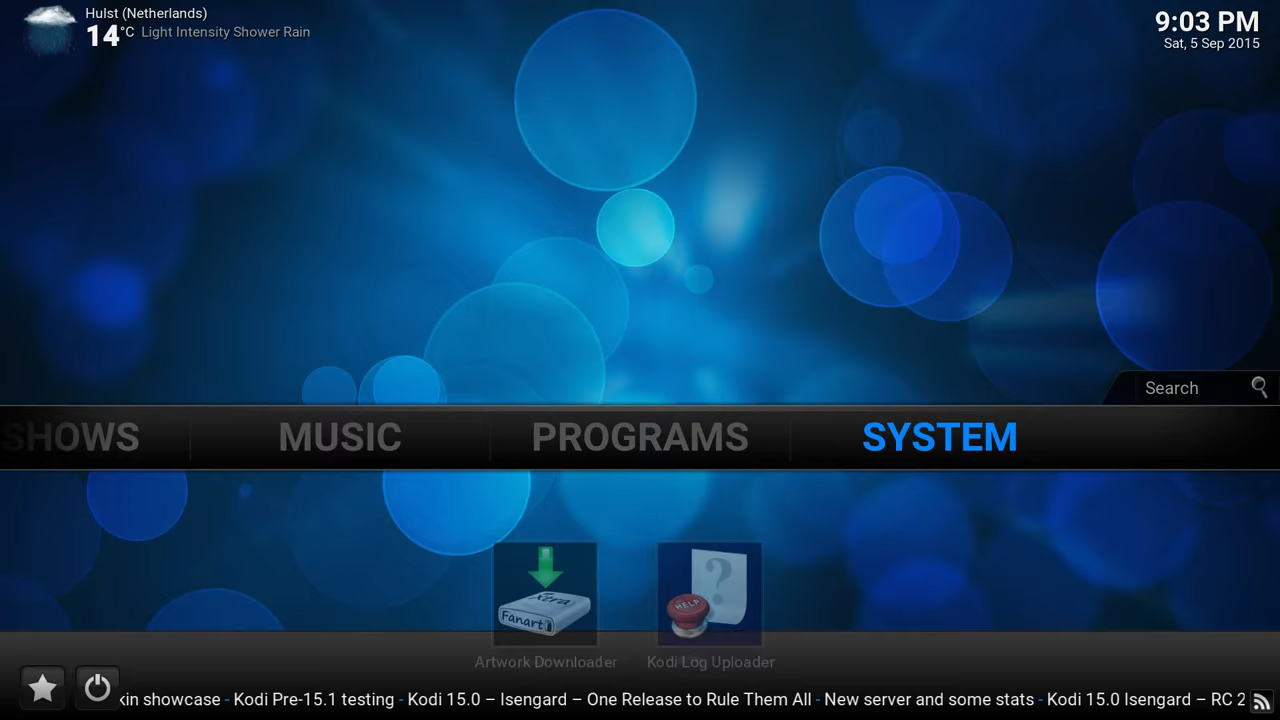 Hulst (Netherlands)
14°C Light Intensity Shower Rain
9:03 PM
Sat, 5 Sep 2015
Search
SHOWS MUSIC PROGRAMS SYSTEM
Xtra
Fanart
?
HELP
Artwork Downloader Kodi Log Uploader
kin showcase - Kodi Pre-15.1 testing - Kodi 15.0 – Isengard – One Release to Rule Them All - New server and some stats - Kodi 15.0 Isengard – RC 2